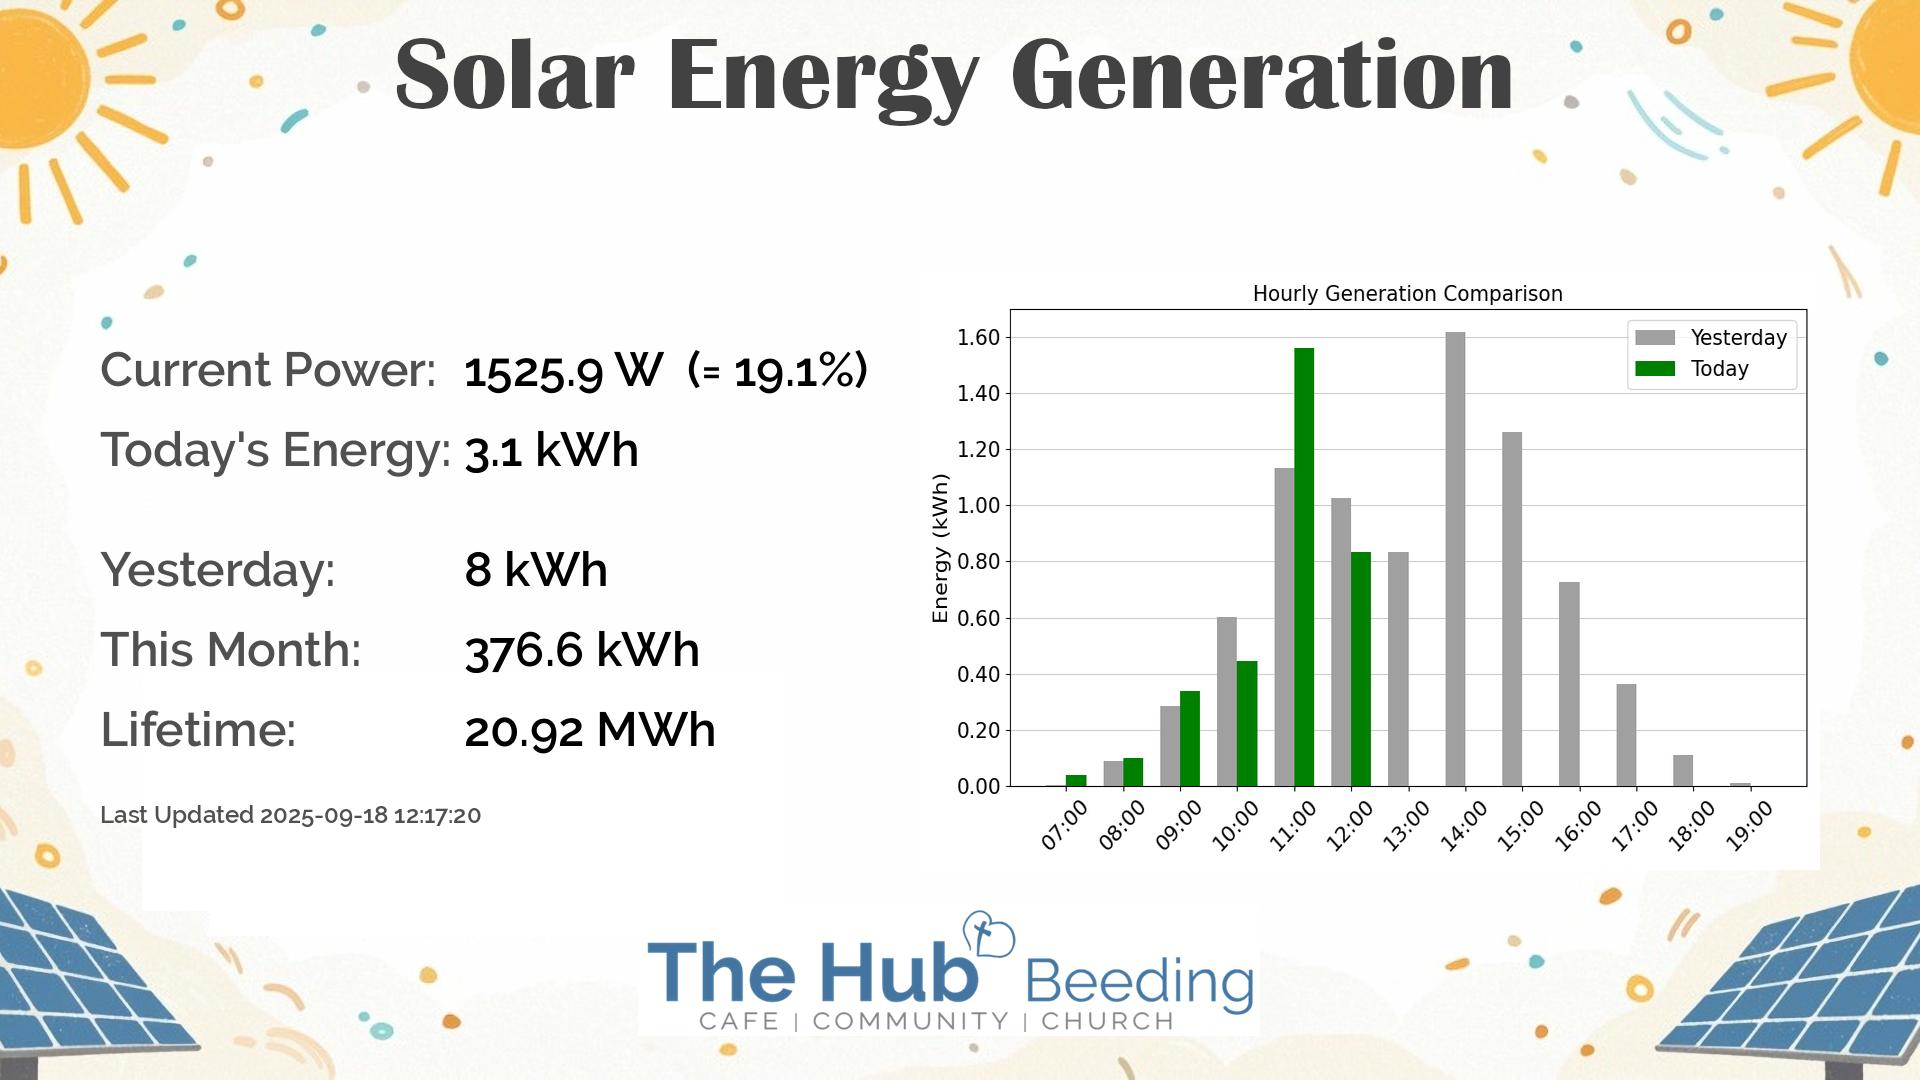 Solar Energy Generation
Current Power: 1525.9 W (= 19.1%)
Today's Energy: 3.1 kWh
Yesterday: 8 kWh
This Month: 376.6 kWh
Lifetime: 20.92 MWh
Last Updated 2025-09-18 12:17:20
Hourly Generation Comparison
Yesterday
Today
Energy (kWh)
1.60
1.40
1.20
1.00
0.80
0.60
0.40
0.20
0.00
07:00 08:00 09:00 10:00 11:00 12:00 13:00 14:00 15:00 16:00 17:00 18:00 19:00
The Hub Beeding
CAFE | COMMUNITY | CHURCH